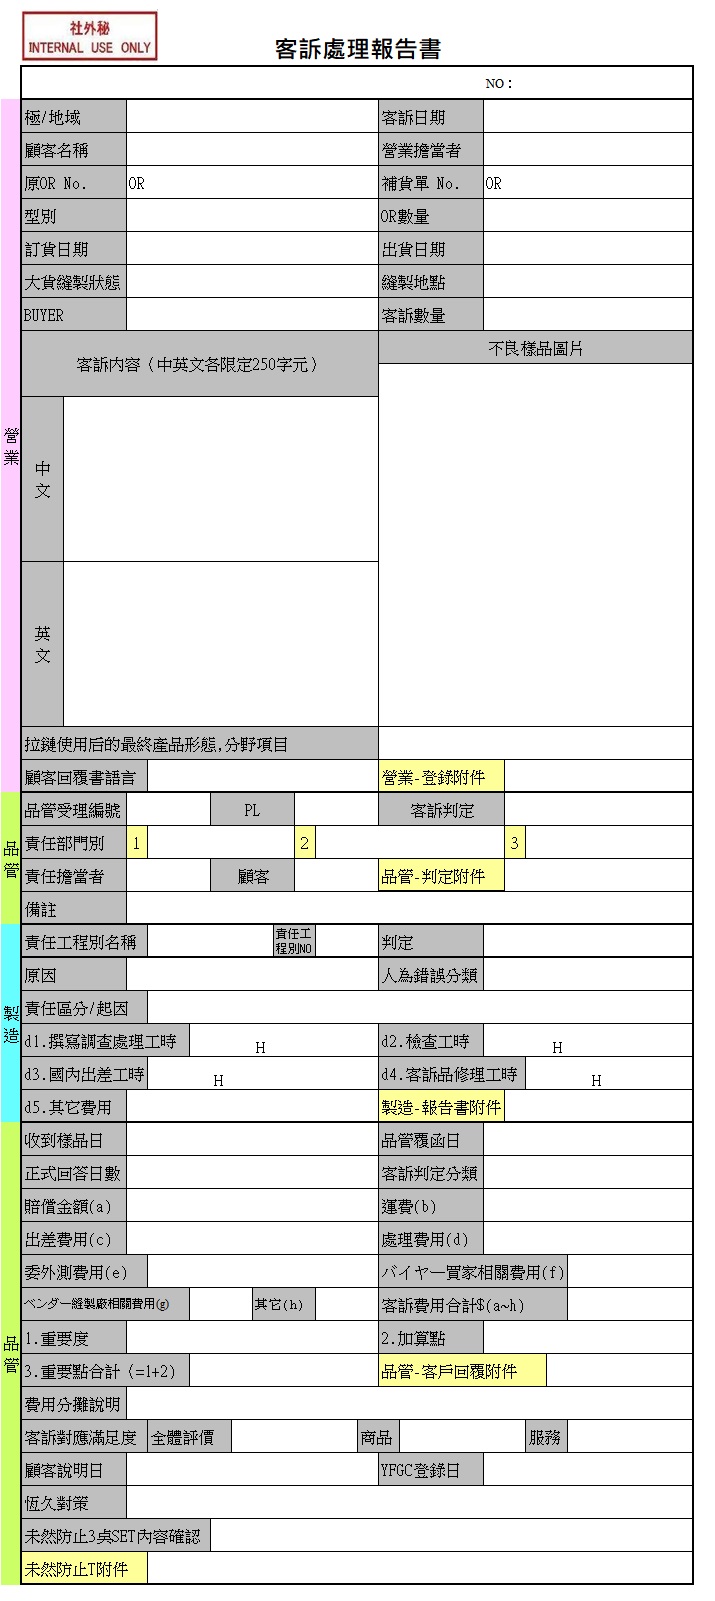 社外秘
INTERNAL USE ONLY
客訴處理報告書
NO：
極/地域 客訴日期
顧客名稱 營業擔當者
原OR No. OR 補貨單 No. OR
型別 OR數量
訂貨日期 出貨日期
大貨縫製狀態 縫製地點
BUYER 客訴數量
客訴內容（中英文各限定250字元） 不良樣品圖片
營業
中文
英文
拉鏈使用后的最終產品形態,分野項目
顧客回覆書語言 營業-登錄附件
品管受理編號 PL 客訴判定
品管
責任部門別 1 2 3
責任擔當者 顧客 品管-判定附件
備註
責任工程別名稱 責任工程別NO 判定
原因 人為錯誤分類
製造
責任區分/起因
d1.撰寫調查處理工時 H d2.檢查工時 H
d3.國內出差工時 H d4.客訴品修理工時 H
d5.其它費用 製造-報告書附件
收到樣品日 品管覆函日
正式回答日數 客訴判定分類
賠償金額(a) 運費(b)
出差費用(c) 處理費用(d)
委外測費用(e) バイヤー買家相關費用(f)
ベンダー縫製廠相關費用(g) 其它(h) 客訴費用合計$(a~h)
品管
1.重要度 2.加算點
3.重要點合計（=1+2） 品管-客戶回覆附件
費用分攤說明
客訴對應滿足度 全體評價 商品 服務
顧客說明日 YFGC登錄日
恆久對策
未然防止3点SET內容確認
未然防止T附件